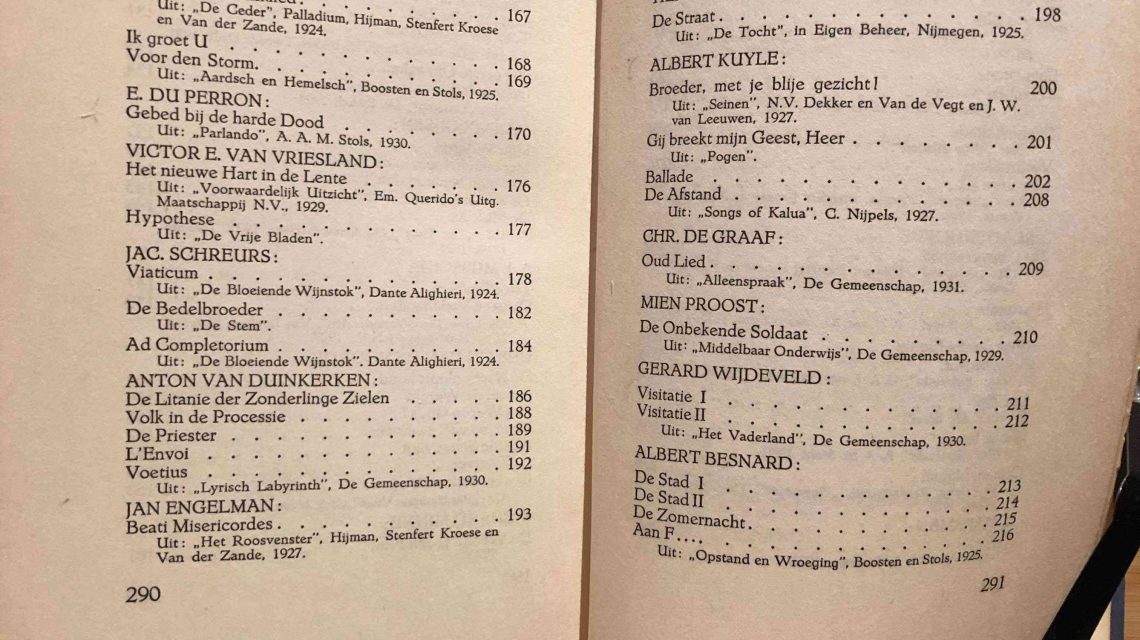 Uit: „De Ceder", Palladium, Hijman, Stenfert Kroese 167
en Van der Zande, 1924.
Ik groet U . . . . . . . . . . . . 168
Voor den Storm. . . . . . . . . . . . 169
Uit: „Aardsch en Hemelsch", Boosten en Stols, 1925.
E. DU PERRON:
Gebed bij de harde Dood . . . . . . . . 170
Uit: „Parlando", A. A. M. Stols, 1930.
VICTOR E. VAN VRIESLAND:
Het nieuwe Hart in de Lente . . . . . . . 176
Uit: „Voorwaardelijk Uitzicht", Em. Querido's Uitg.
Maatschappij N.V., 1929.
Hypothese . . . . . . . . . . . . 177
Uit: „De Vrije Bladen".
JAC. SCHREURS:
Viaticum . . . . . . . . . . . . 178
Uit: „De Bloeiende Wijnstok", Dante Alighieri, 1924.
De Bedelbroeder . . . . . . . . . . 182
Uit: „De Stem".
Ad Completorium . . . . . . . . . . 184
Uit: „De Bloeiende Wijnstok". Dante Alighieri, 1924.
ANTON VAN DUINKERKEN:
De Litanie der Zonderlinge Zielen . . . . . 186
Volk in de Processie . . . . . . . . . 188
De Priester . . . . . . . . . . . . 189
L'Envoi . . . . . . . . . . . . . 191
Voetius . . . . . . . . . . . . . 192
Uit: „Lyrisch Labyrinth", De Gemeenschap, 1930.
JAN ENGELMAN:
Beati Misericordes . . . . . . . . . . 193
Uit: „Het Roosvenster", Hijman, Stenfert Kroese en
Van der Zande, 1927.
290
De Straat . . . . . . . . . . . . 198
Uit: „De Tocht", in Eigen Beheer, Nijmegen, 1925.
ALBERT KUYLE:
Broeder, met je blije gezicht! 200
Uit: „Seinen", N.V. Dekker en Van de Vegt en J. W.
van Leeuwen, 1927.
Gij breekt mijn Geest, Heer . . . . . . . 201
Uit: „Pogen".
Ballade . . . . . . . . . . . . . 202
De Afstand . . . . . . . . . . . . 208
Uit: „Songs of Kalua", C. Nijpels, 1927.
CHR. DE GRAAF:
Oud Lied . . . . . . . . . . . . . 209
Uit: „Alleenspraak", De Gemeenschap, 1931.
MIEN PROOST:
De Onbekende Soldaat . . . . . . . . 210
Uit: „Middelbaar Onderwijs", De Gemeenschap, 1929.
GERARD WIJDEVELD:
Visitatie I . . . . . . . . . . . . 211
Visitatie II . . . . . . . . . . . . 212
Uit: „Het Vaderland", De Gemeenschap, 1930.
ALBERT BESNARD:
De Stad I . . . . . . . . . . . . 213
De Stad II . . . . . . . . . . . . 214
De Zomernacht. . . . . . . . . . . . 215
Aan F.... . . . . . . . . . . . . 216
Uit: „Opstand en Wroeging", Boosten en Stols, 1925.
291